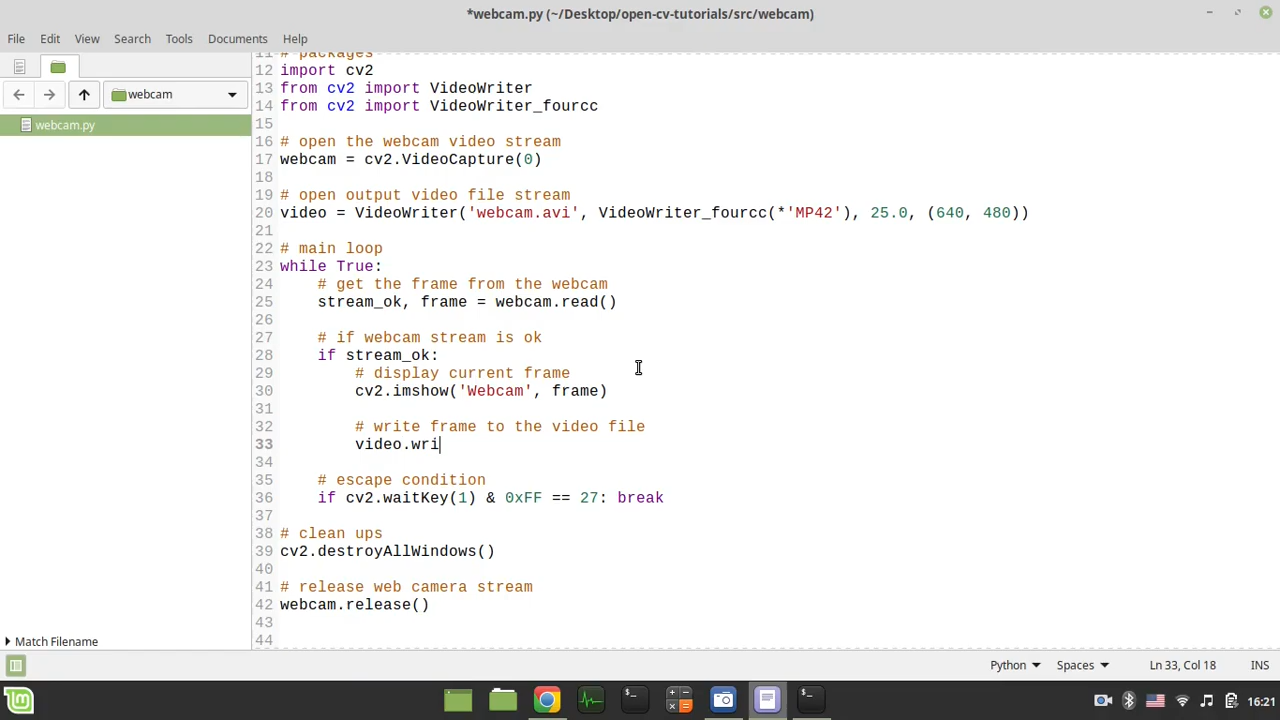 *webcam.py (~/Desktop/open-cv-tutorials/src/webcam)
File Edit View Search Tools Documents Help
webcam
webcam.py
11 # packages
12 import cv2
13 from cv2 import VideoWriter
14 from cv2 import VideoWriter_fourcc
15
16 # open the webcam video stream
17 webcam = cv2.VideoCapture(0)
18
19 # open output video file stream
20 video = VideoWriter('webcam.avi', VideoWriter_fourcc(*'MP42'), 25.0, (640, 480))
21
22 # main loop
23 while True:
24     # get the frame from the webcam
25     stream_ok, frame = webcam.read()
26
27     # if webcam stream is ok
28     if stream_ok:
29         # display current frame
30         cv2.imshow('Webcam', frame)
31
32         # write frame to the video file
33         video.wri
34
35     # escape condition
36     if cv2.waitKey(1) & 0xFF == 27: break
37
38 # clean ups
39 cv2.destroyAllWindows()
40
41 # release web camera stream
42 webcam.release()
43
44
Match Filename
Python Spaces Ln 33, Col 18 INS
16:21